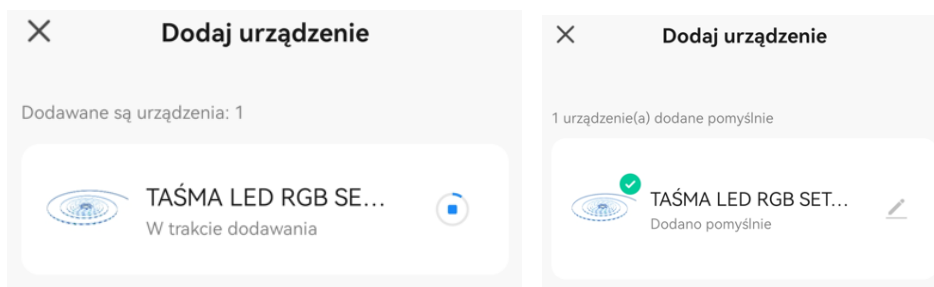 Dodaj urządzenie
Dodawane są urządzenia: 1
TAŚMA LED RGB SE...
W trakcie dodawania
Dodaj urządzenie
1 urządzenie(a) dodane pomyślnie
TAŚMA LED RGB SET...
Dodano pomyślnie